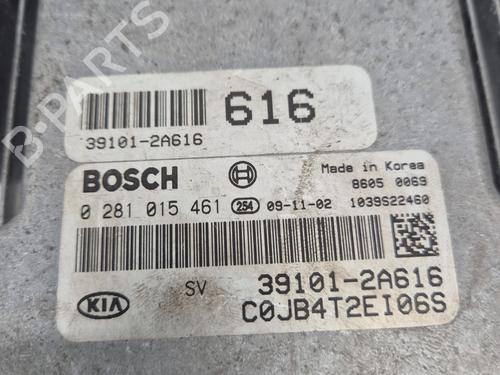 616
39101-2A616
BOSCH
Made in Korea
8605 0069
0 281 015 461 254 09-11-02 1039S22460
KIA
SV
39101-2A616
C0JB4T2EI06S
B-PARTS